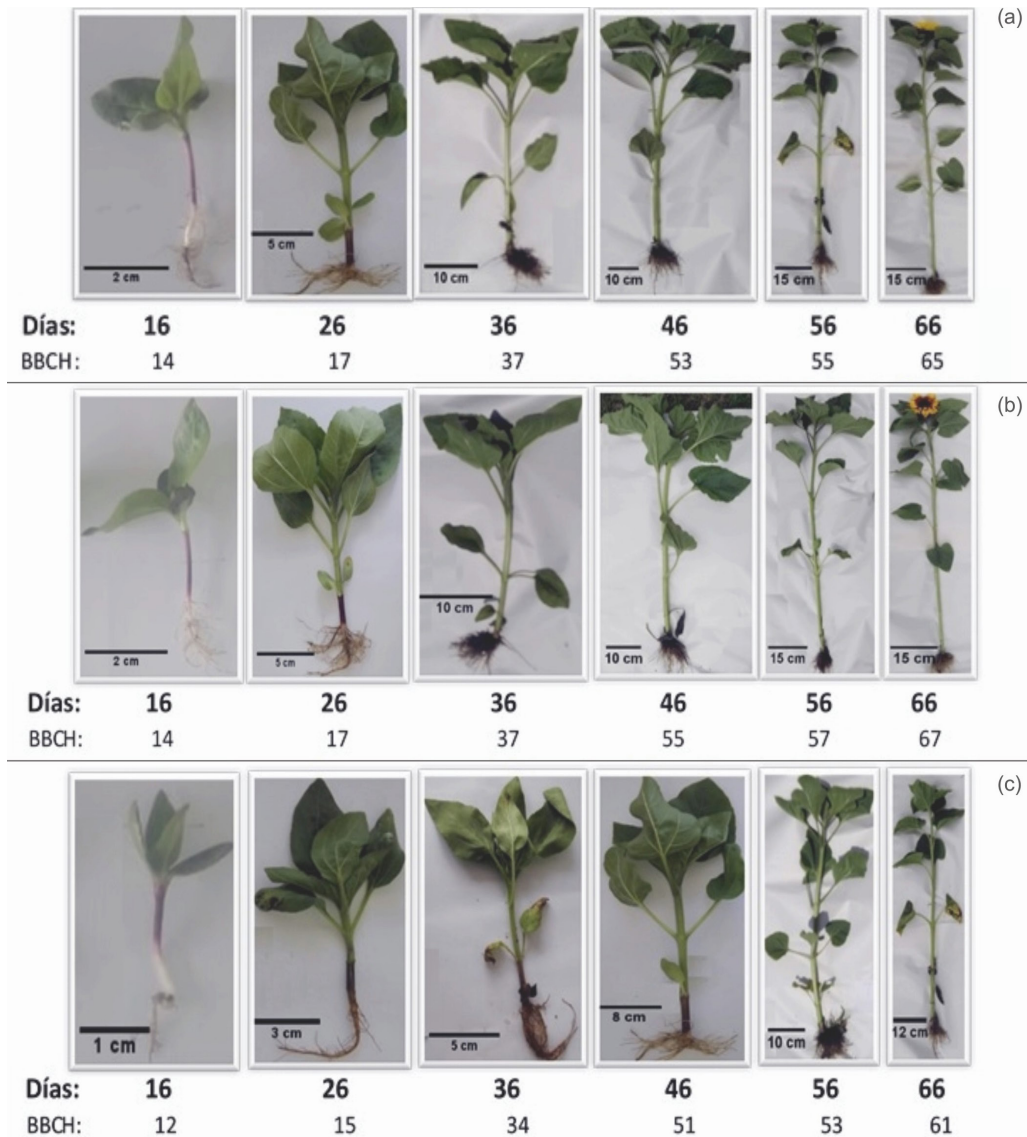 (a)
2 cm
5 cm
10 cm
10 cm
15 cm
15 cm
Días: 16 26 36 46 56 66
BBCH: 14 17 37 53 55 65
(b)
2 cm
5 cm
10 cm
10 cm
15 cm
15 cm
Días: 16 26 36 46 56 66
BBCH: 14 17 37 55 57 67
(c)
1 cm
3 cm
5 cm
8 cm
10 cm
12 cm
Días: 16 26 36 46 56 66
BBCH: 12 15 34 51 53 61